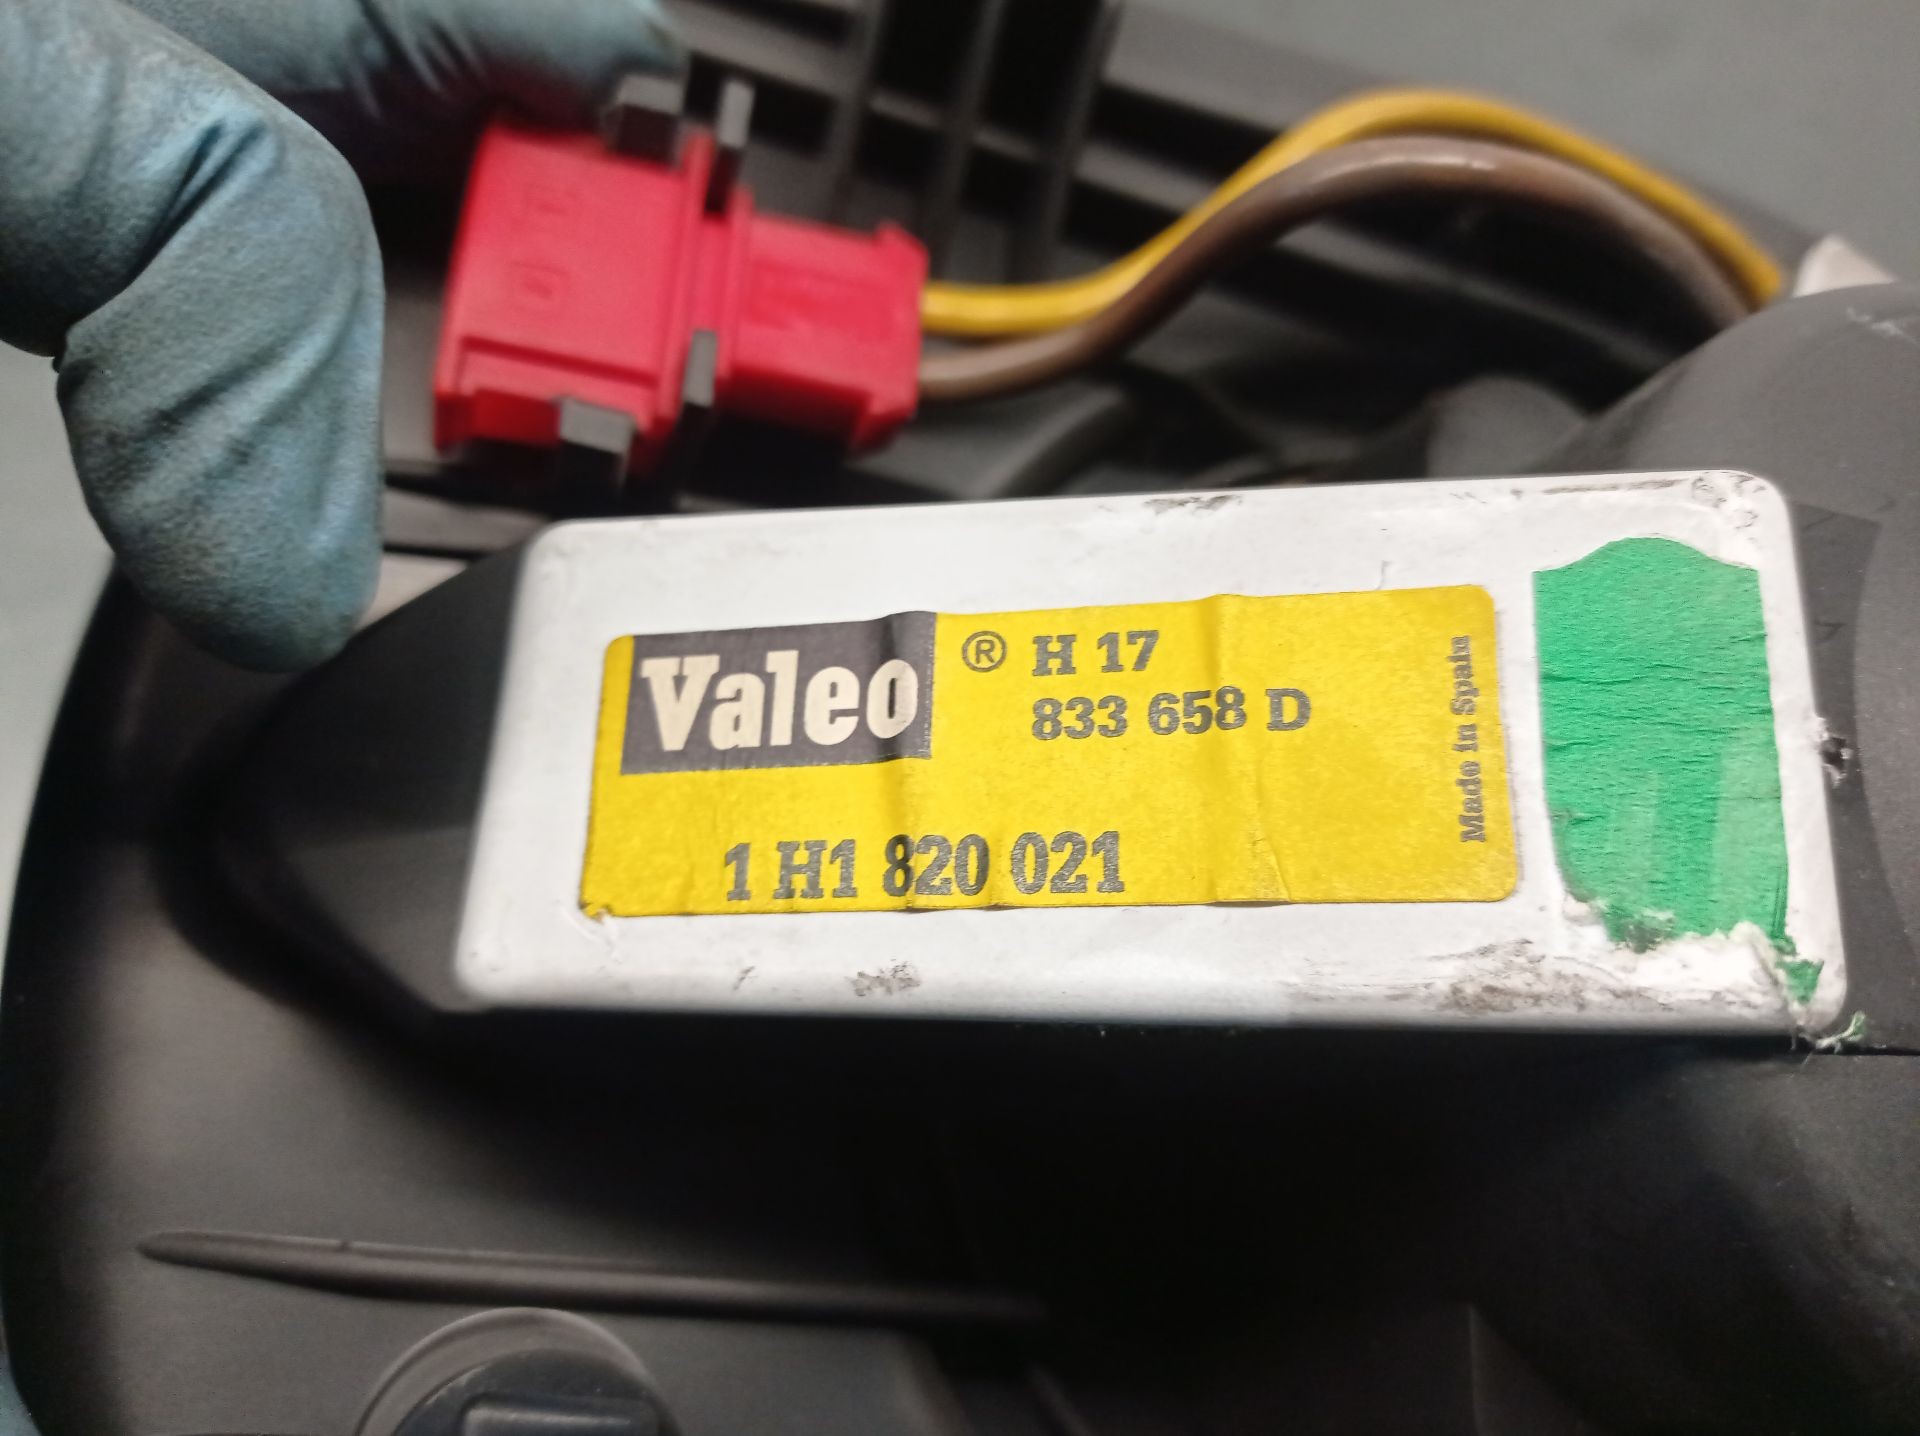 Valeo ® H 17
833 658 D
1 H1 820 021
Made in Spain